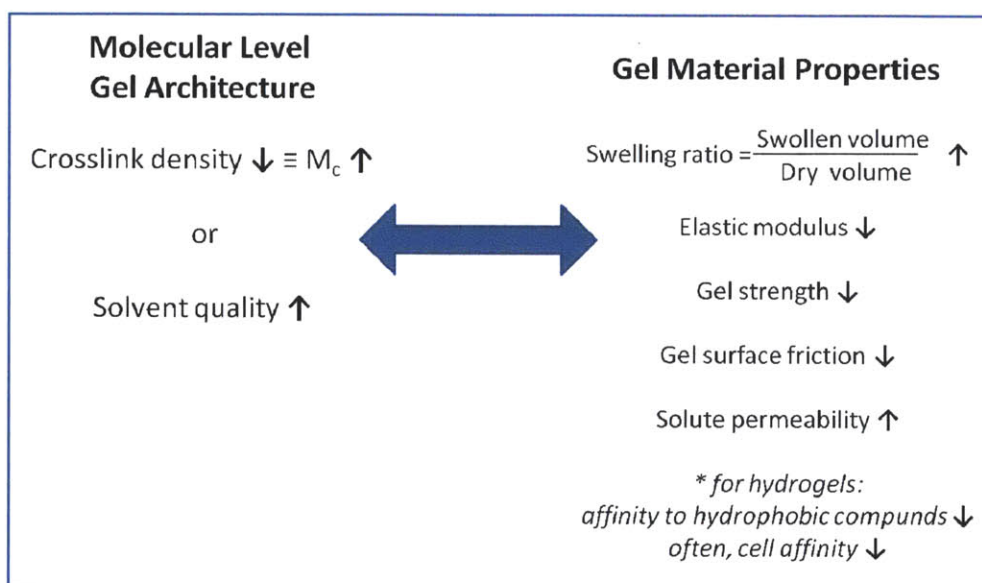 Molecular Level
Gel Architecture
Crosslink density ↓ ≡ Mc ↑
or
Solvent quality ↑
Gel Material Properties
Swelling ratio = Swollen volume ↑
Dry volume
Elastic modulus ↓
Gel strength ↓
Gel surface friction ↓
Solute permeability ↑
* for hydrogels:
affinity to hydrophobic compunds ↓
often, cell affinity ↓